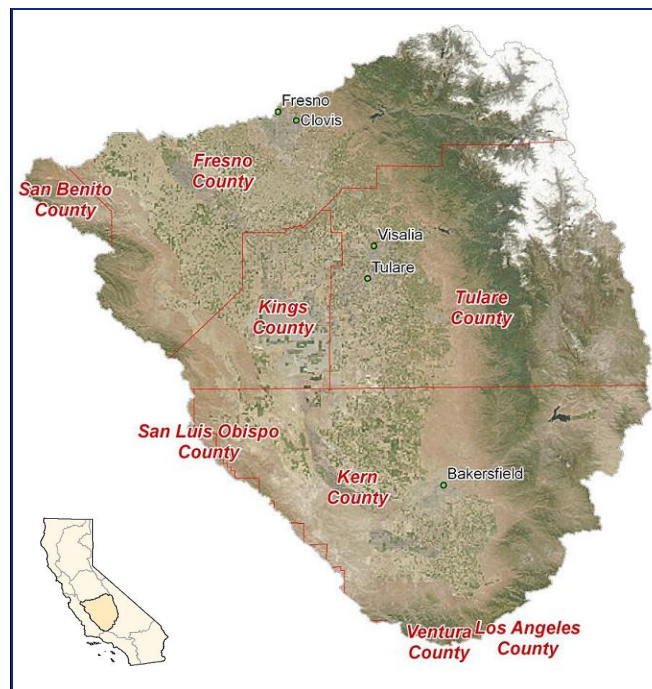 Fresno
Clovis
Fresno
County
San Benito
County
Visalia
Tulare
Kings
County
Tulare
County
San Luis Obispo
County
Kern
County
Bakersfield
Ventura
County
Los Angeles
County